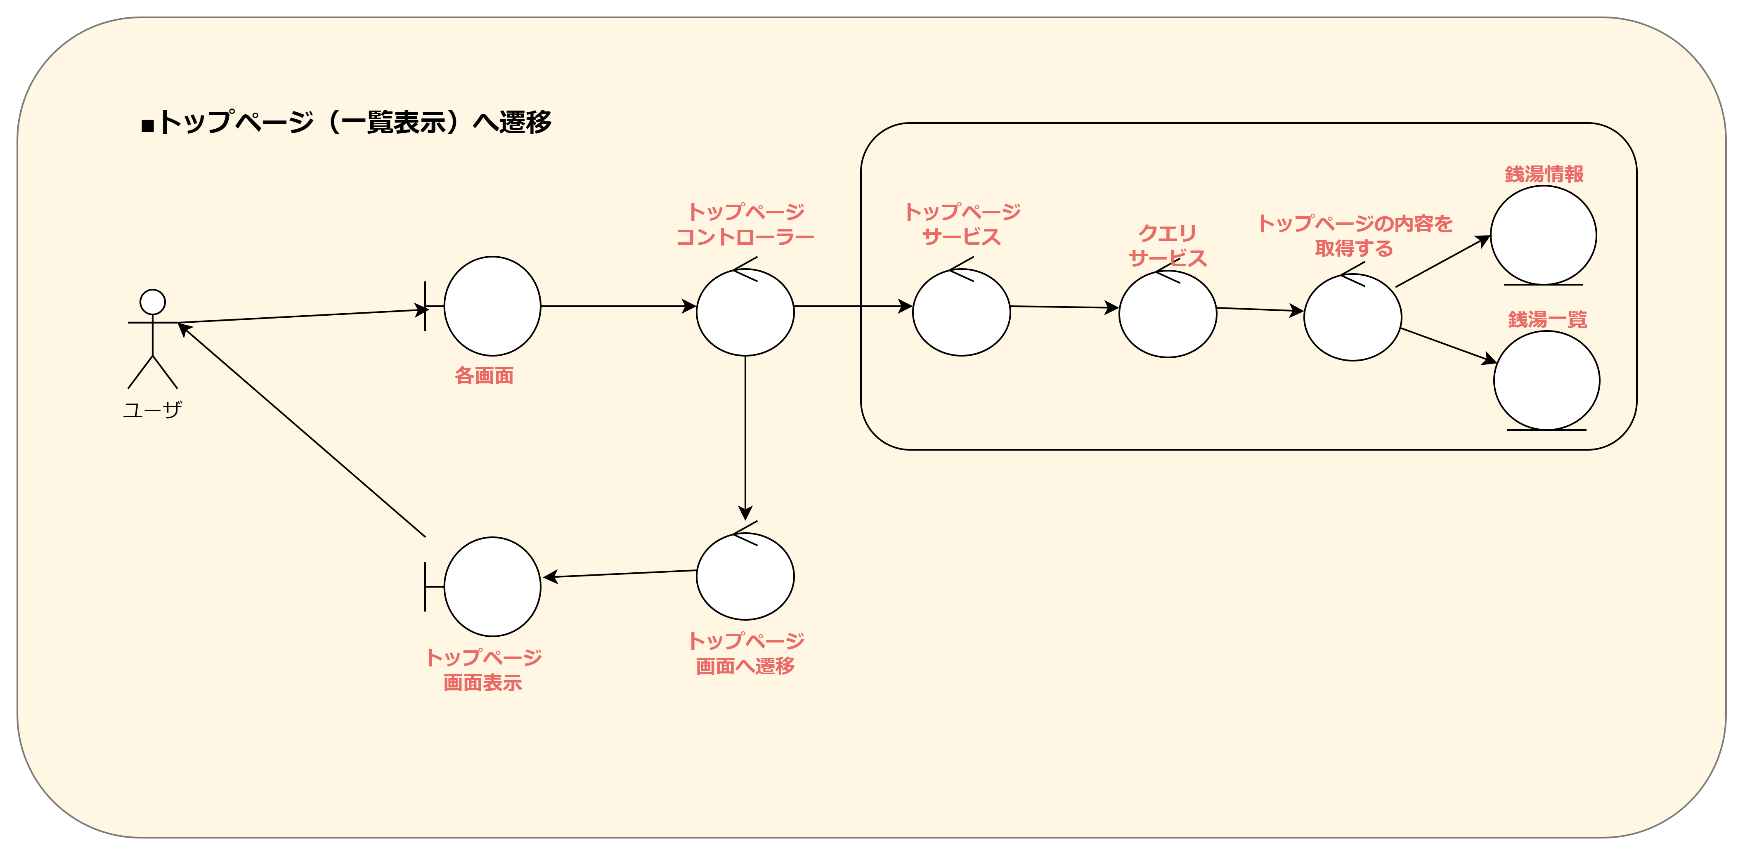 ■トップページ（一覧表示）へ遷移
銭湯情報
トップページ
コントローラー
トップページ
サービス
クエリ
サービス
トップページの内容を
取得する
銭湯一覧
各画面
ユーザ
トップページ
画面へ遷移
トップページ
画面表示